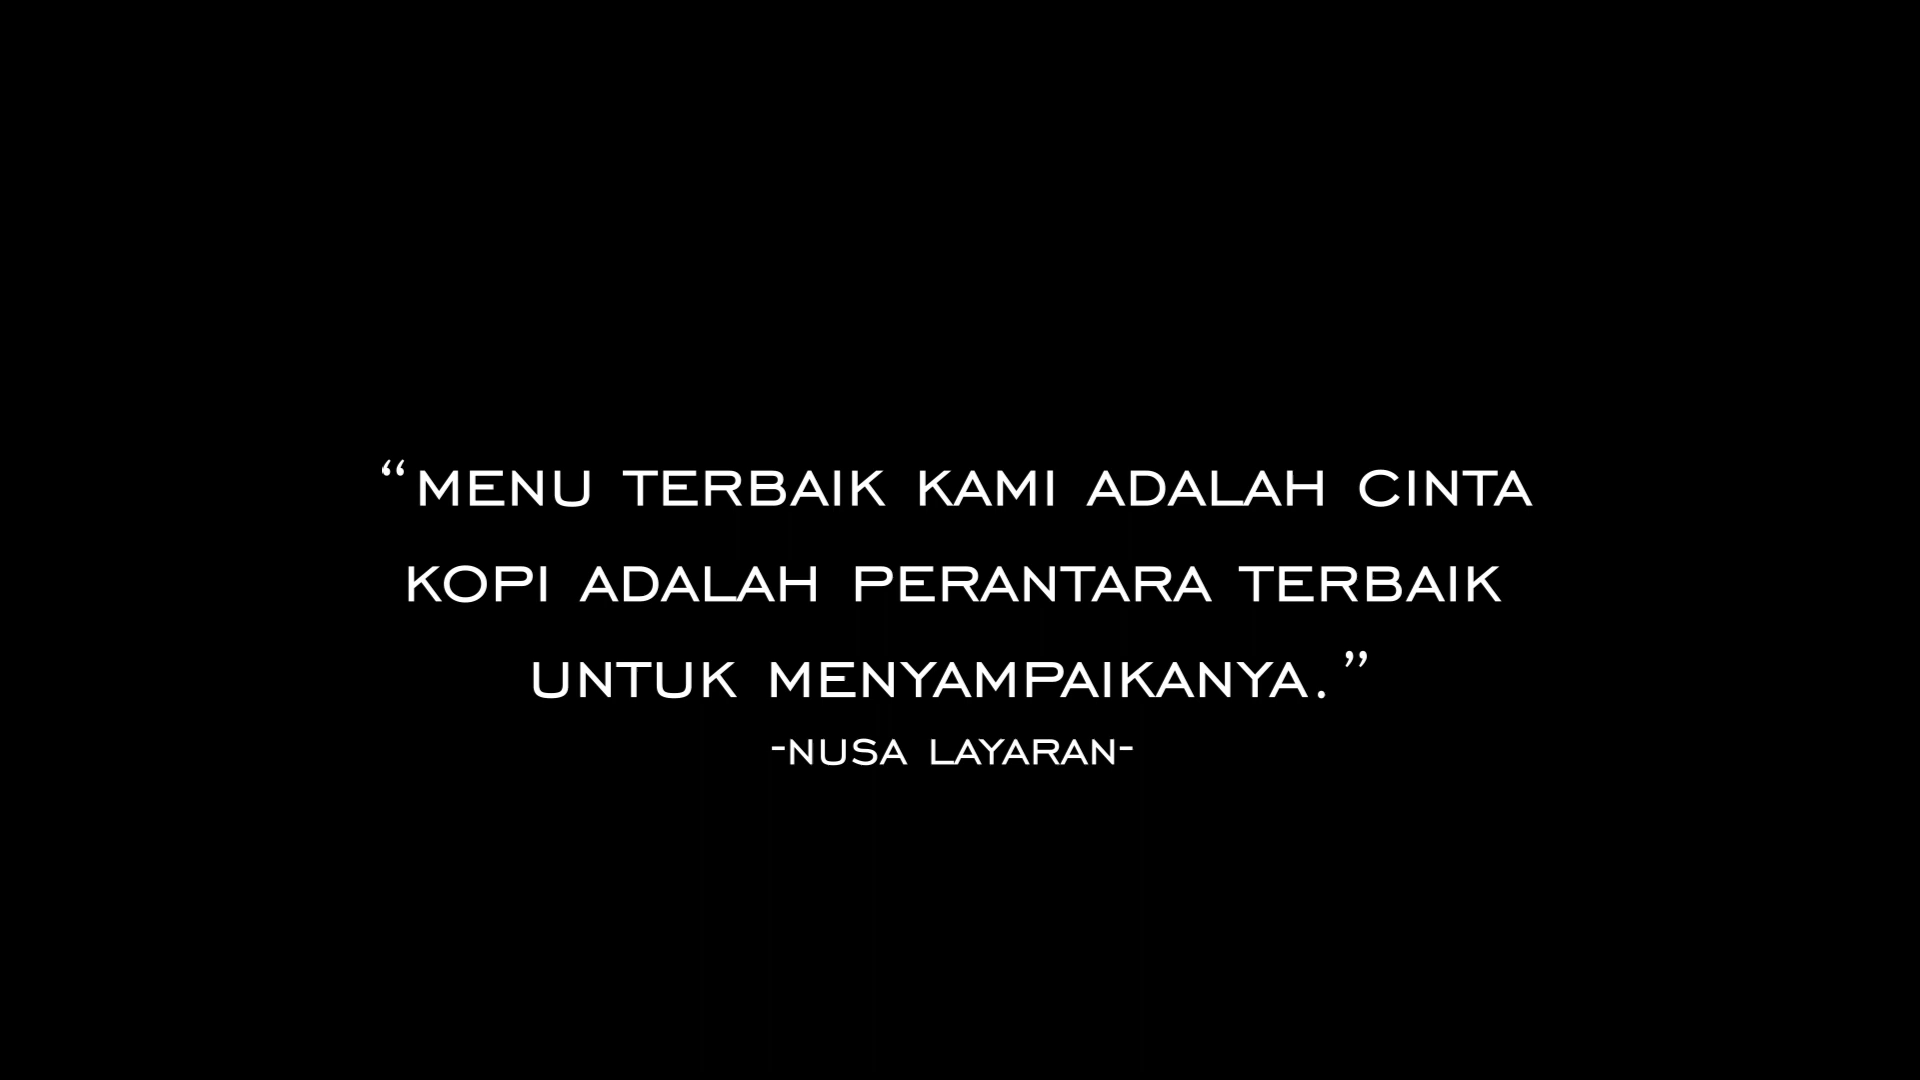 “MENU TERBAIK KAMI ADALAH CINTA
KOPI ADALAH PERANTARA TERBAIK
UNTUK MENYAMPAIKANYA.”
-NUSA LAYARAN-